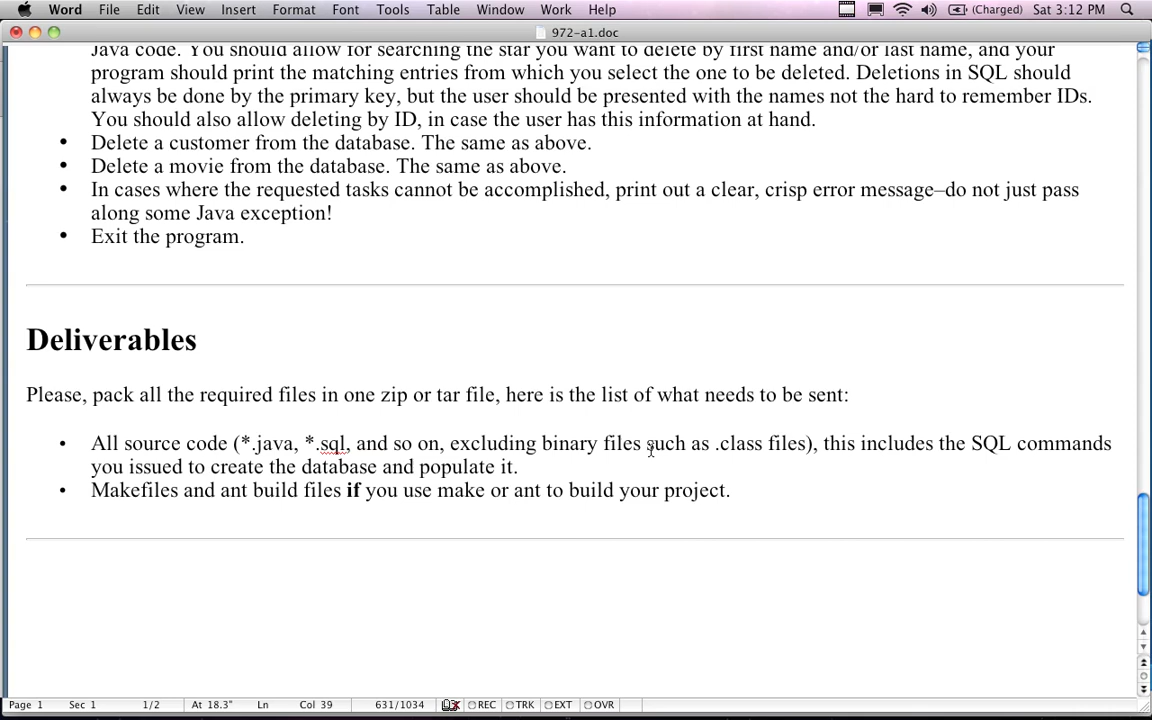 Word File Edit View Insert Format Font Tools Table Window Work Help (Charged) Sat 3:12 PM
972-a1.doc
Java code. You should allow for searching the star you want to delete by first name and/or last name, and your
program should print the matching entries from which you select the one to be deleted. Deletions in SQL should
always be done by the primary key, but the user should be presented with the names not the hard to remember IDs.
You should also allow deleting by ID, in case the user has this information at hand.
• Delete a customer from the database. The same as above.
• Delete a movie from the database. The same as above.
• In cases where the requested tasks cannot be accomplished, print out a clear, crisp error message–do not just pass
along some Java exception!
• Exit the program.
Deliverables
Please, pack all the required files in one zip or tar file, here is the list of what needs to be sent:
• All source code (*.java, *.sql, and so on, excluding binary files such as .class files), this includes the SQL commands
you issued to create the database and populate it.
• Makefiles and ant build files if you use make or ant to build your project.
Page 1 Sec 1 1/2 At 18.3" Ln Col 39 631/1034 REC TRK EXT OVR